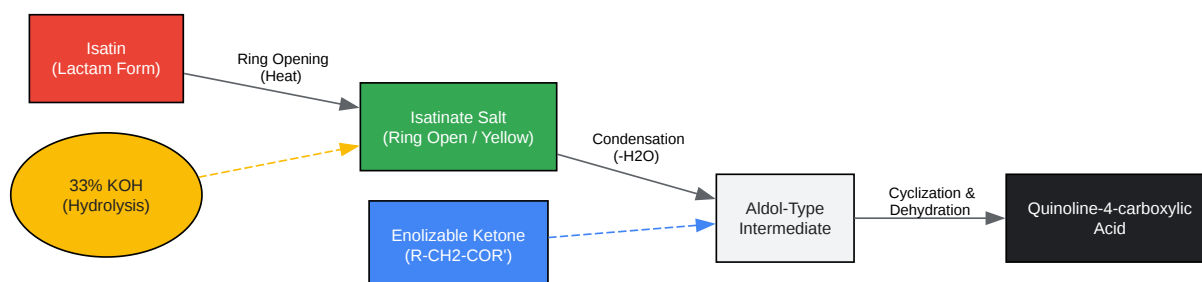 Isatin
(Lactam Form)
Ring Opening
(Heat)
33% KOH
(Hydrolysis)
Isatinate Salt
(Ring Open / Yellow)
Condensation
(-H2O)
Enolizable Ketone
(R-CH2-COR')
Aldol-Type
Intermediate
Cyclization &
Dehydration
Quinoline-4-carboxylic
Acid